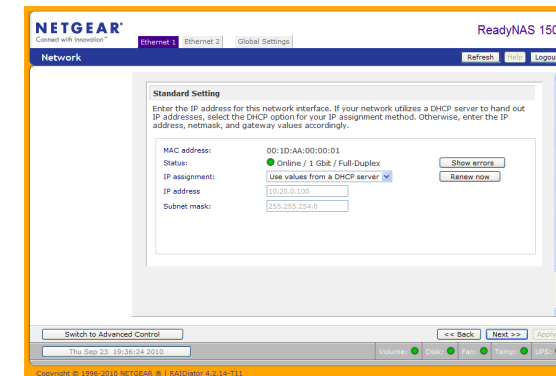 NETGEAR®
Connect with Innovation™
ReadyNAS 150
Ethernet 1 Ethernet 2 Global Settings
Network
Refresh Help Logou
Standard Setting
Enter the IP address for this network interface. If your network utilizes a DHCP server to hand out
IP addresses, select the DHCP option for your IP assignment method. Otherwise, enter the IP
address, netmask, and gateway values accordingly.
MAC address: 00:1D:AA:00:00:01
Status: Online / 1 Gbit / Full-Duplex Show errors
IP assignment: Use values from a DHCP server Renew now
IP address 10.20.0.100
Subnet mask: 255.255.254.0
Switch to Advanced Control << Back Next >> Apply
Thu Sep 23 19:36:24 2010 Volume: Disk: Fan: Temp: UPS:
Copyright © 1996-2010 NETGEAR ® | RAIDiator 4.2.14-T11